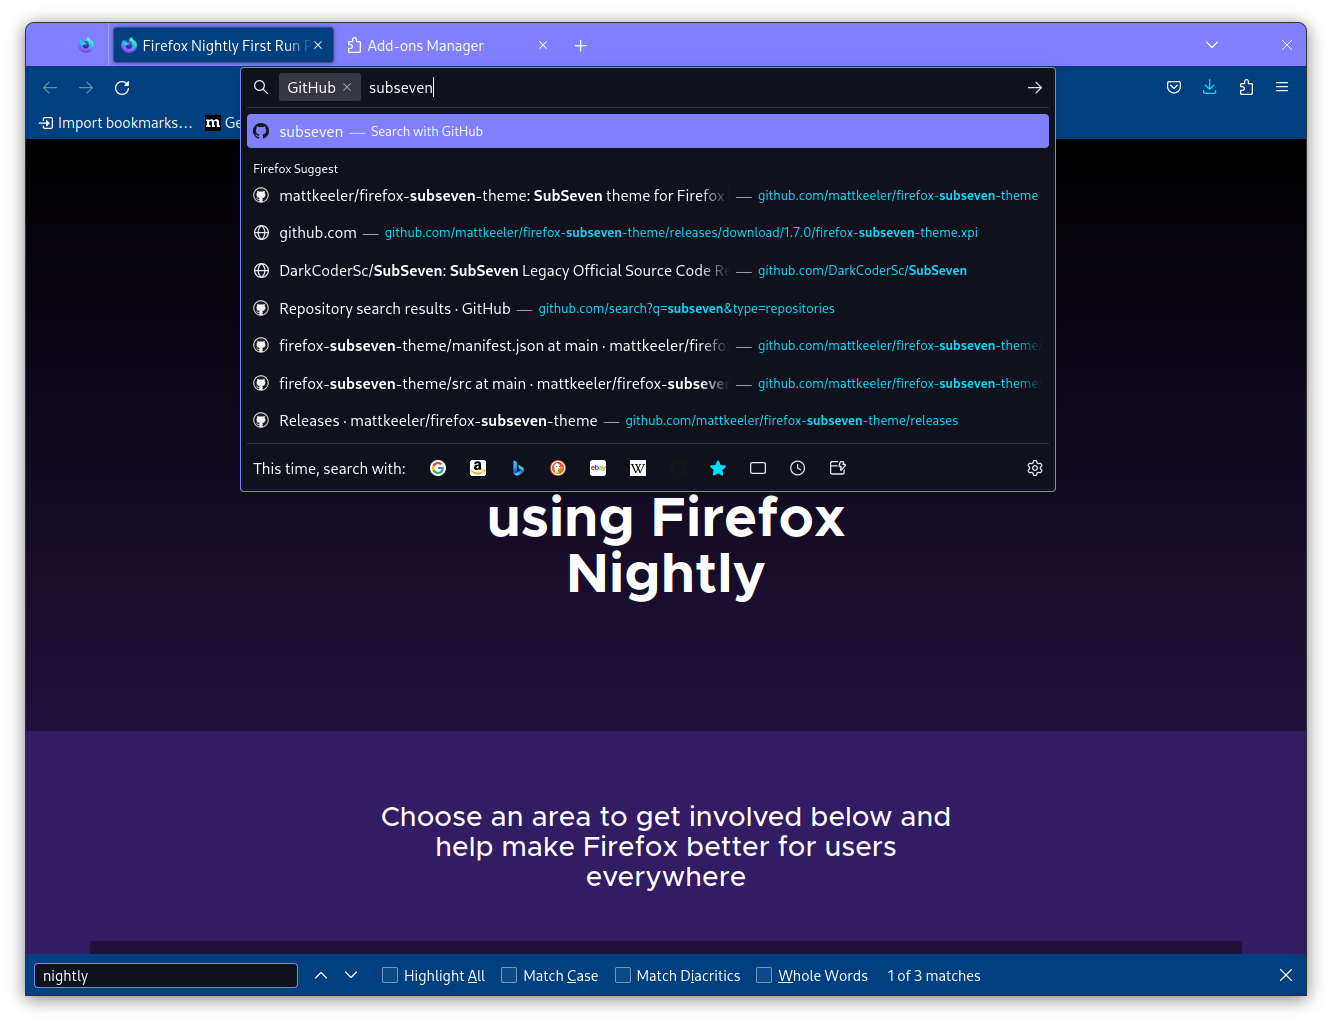 Firefox Nightly First Run
Add-ons Manager
GitHub subseven
Import bookmarks...
m Ge
subseven — Search with GitHub
Firefox Suggest
mattkeeler/firefox-subseven-theme: SubSeven theme for Firefox — github.com/mattkeeler/firefox-subseven-theme
github.com — github.com/mattkeeler/firefox-subseven-theme/releases/download/1.7.0/firefox-subseven-theme.xpi
DarkCoderSc/SubSeven: SubSeven Legacy Official Source Code Re — github.com/DarkCoderSc/SubSeven
Repository search results · GitHub — github.com/search?q=subseven&type=repositories
firefox-subseven-theme/manifest.json at main · mattkeeler/firefo — github.com/mattkeeler/firefox-subseven-theme/
firefox-subseven-theme/src at main · mattkeeler/firefox-subseven — github.com/mattkeeler/firefox-subseven-theme/
Releases · mattkeeler/firefox-subseven-theme — github.com/mattkeeler/firefox-subseven-theme/releases
This time, search with: G a b ebay W
using Firefox
Nightly
Choose an area to get involved below and
help make Firefox better for users
everywhere
nightly Highlight All Match Case Match Diacritics Whole Words 1 of 3 matches